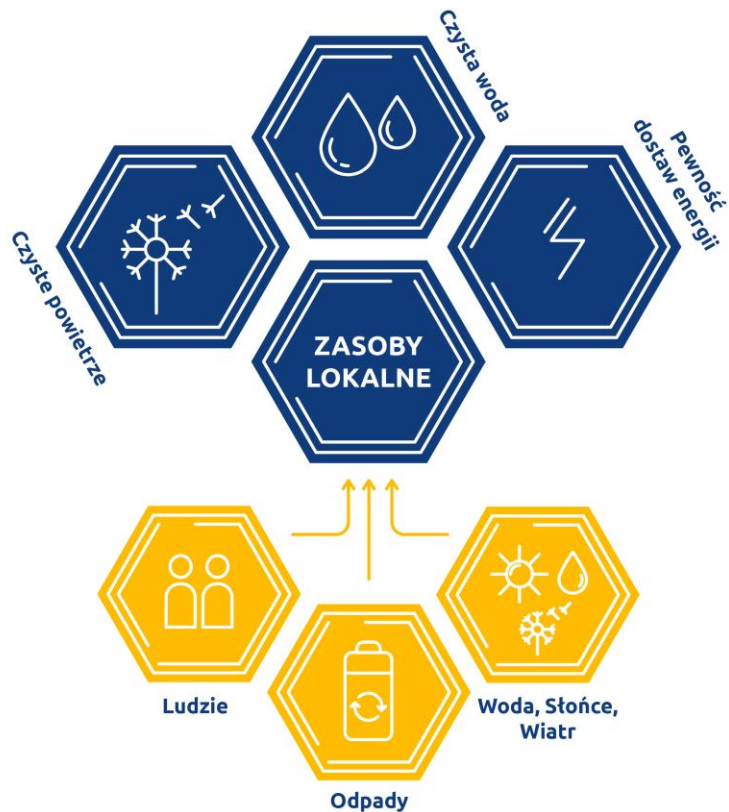 Czysta woda
Pewność
dostaw energii
Czyste powietrze
ZASOBY
LOKALNE
Ludzie
Woda, Słońce,
Wiatr
Odpady